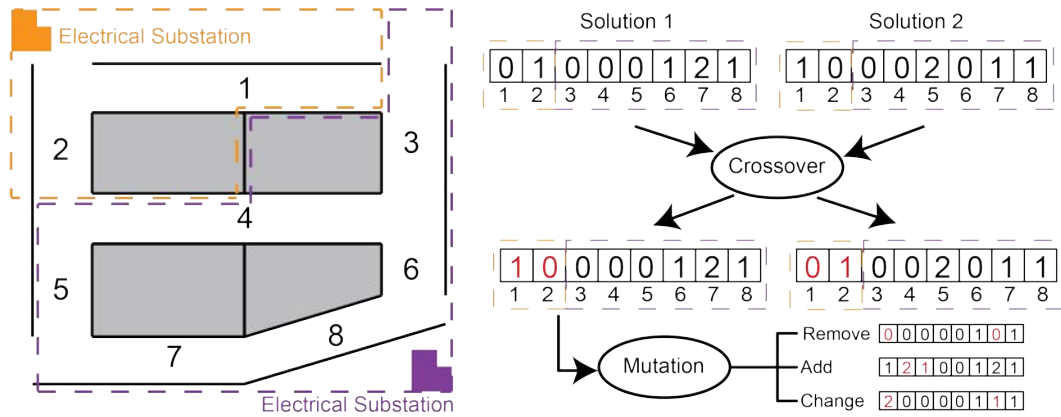 Electrical Substation
1
2
3
4
5
6
7
8
Electrical Substation
Solution 1
Solution 2
0 1 0 0 0 1 2 1
1 0 0 0 2 0 1 1
1 2 3 4 5 6 7 8
1 2 3 4 5 6 7 8
Crossover
1 0 0 0 0 1 2 1
0 1 0 0 2 0 1 1
1 2 3 4 5 6 7 8
1 2 3 4 5 6 7 8
Mutation
Remove
0 0 0 0 0 1 0 1
Add
1 2 1 0 0 1 2 1
Change
2 0 0 0 0 1 1 1